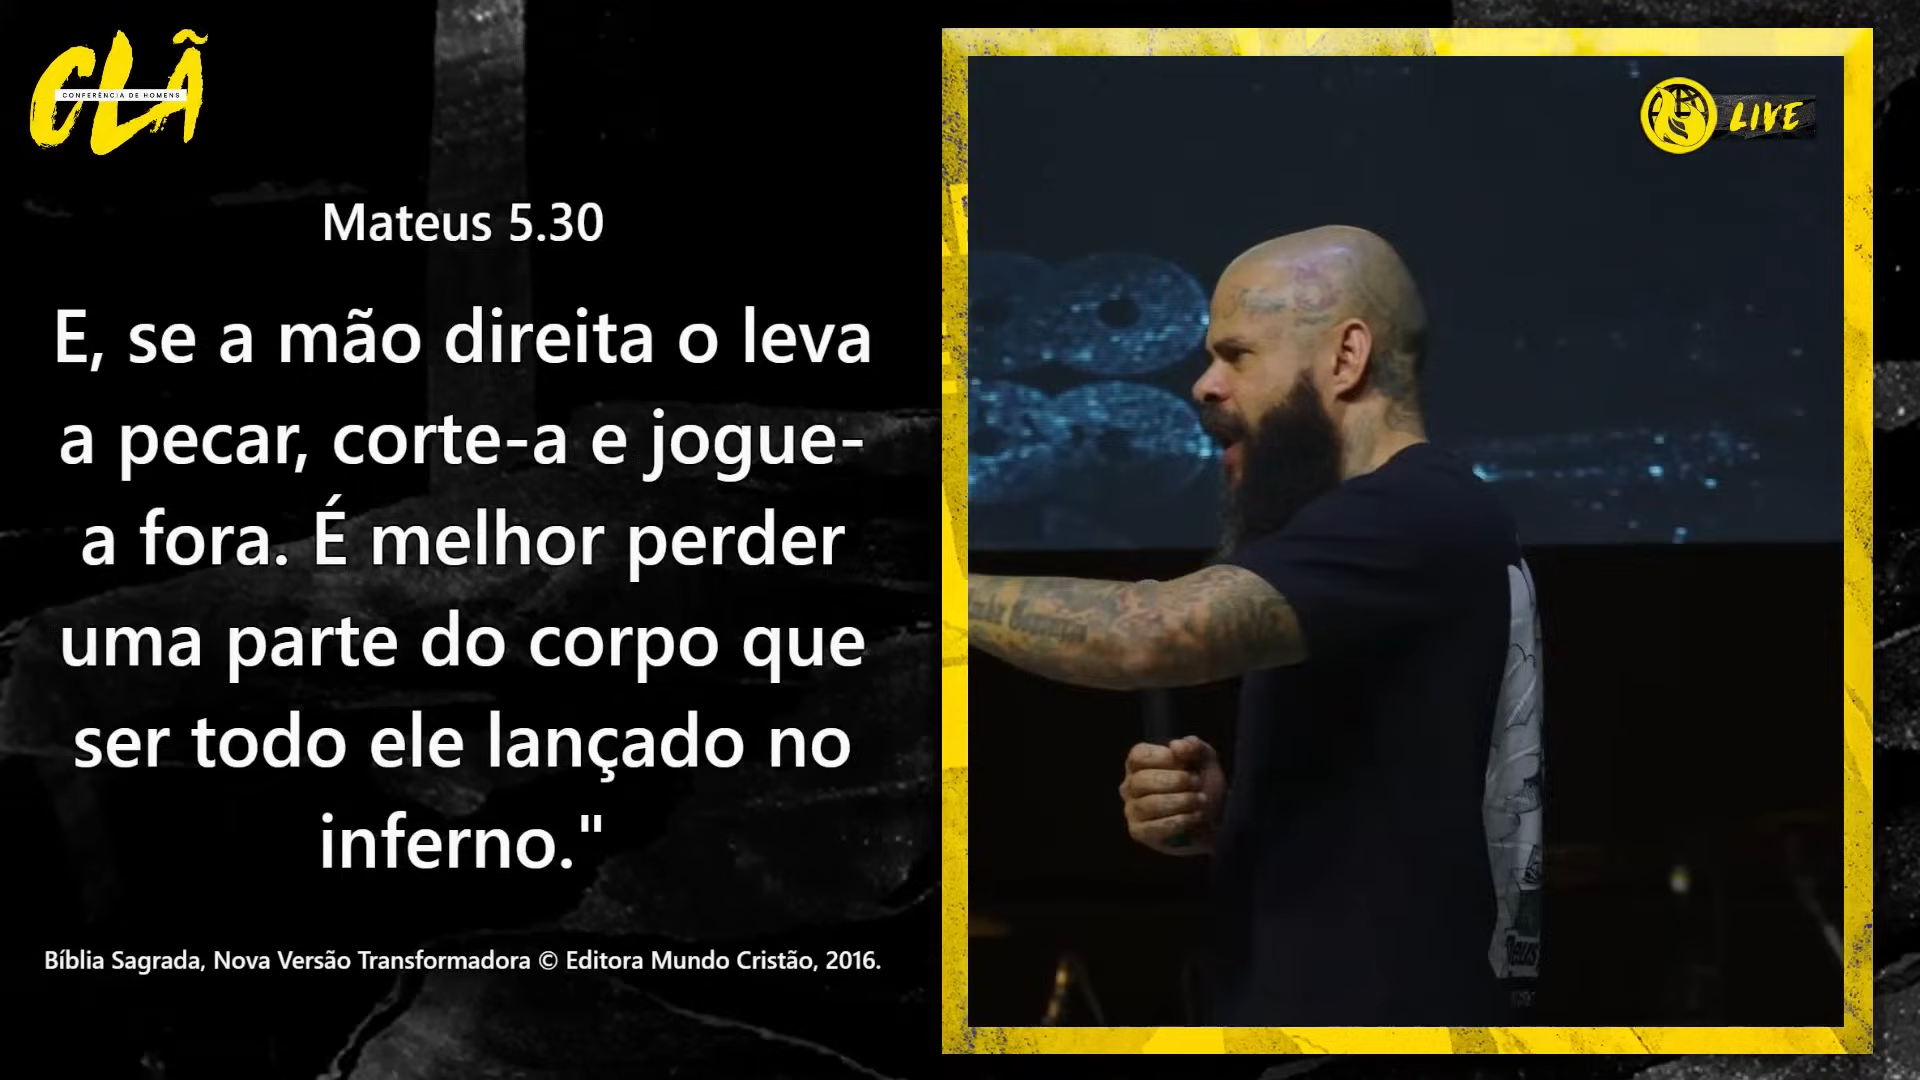 CLÃ
CONFERÊNCIA DE HOMENS
LIVE
Mateus 5.30
E, se a mão direita o leva
a pecar, corte-a e jogue-
a fora. É melhor perder
uma parte do corpo que
ser todo ele lançado no
inferno."
Bíblia Sagrada, Nova Versão Transformadora © Editora Mundo Cristão, 2016.